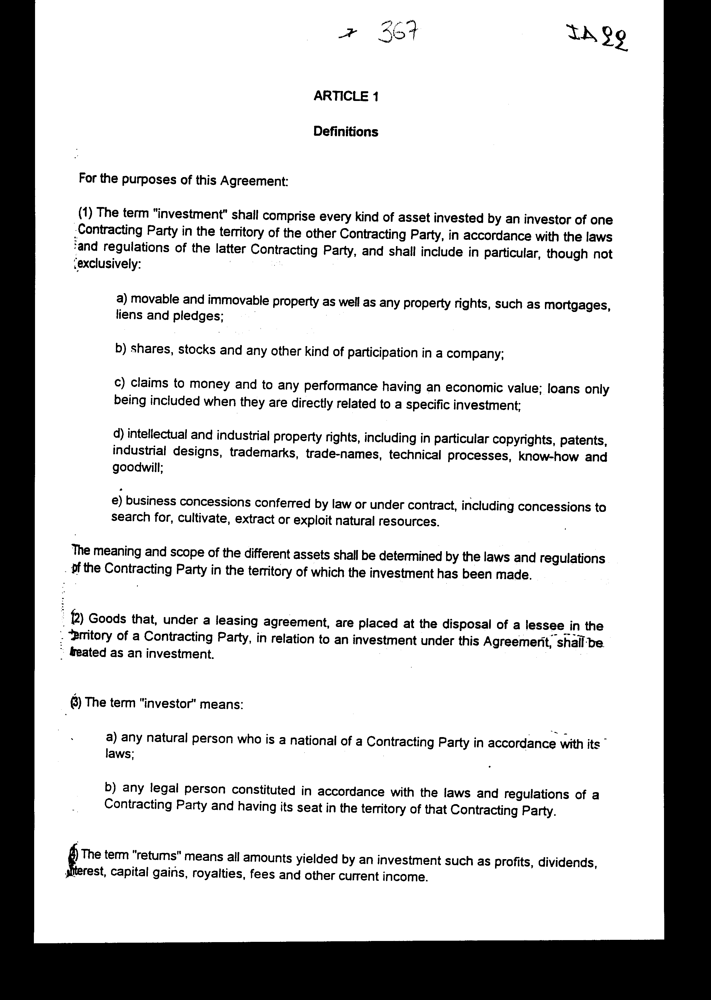 367
ARTICLE 1
Definitions
For the purposes of this Agreement:
(1) The term "investment" shall comprise every kind of asset invested by an investor of one
Contracting Party in the territory of the other Contracting Party, in accordance with the laws
and regulations of the latter Contracting Party, and shall include in particular, though not
exclusively:
a) movable and immovable property as well as any property rights, such as mortgages,
liens and pledges;
b) shares, stocks and any other kind of participation in a company;
c) claims to money and to any performance having an economic value; loans only
being included when they are directly related to a specific investment;
d) intellectual and industrial property rights, including in particular copyrights, patents,
industrial designs, trademarks, trade-names, technical processes, know-how and
goodwill;
e) business concessions conferred by law or under contract, including concessions to
search for, cultivate, extract or exploit natural resources.
The meaning and scope of the different assets shall be determined by the laws and regulations
of the Contracting Party in the territory of which the investment has been made.
(2) Goods that, under a leasing agreement, are placed at the disposal of a lessee in the
territory of a Contracting Party, in relation to an investment under this Agreement, shall be
treated as an investment.
(3) The term "investor" means:
a) any natural person who is a national of a Contracting Party in accordance with its
laws;
b) any legal person constituted in accordance with the laws and regulations of a
Contracting Party and having its seat in the territory of that Contracting Party.
(4) The term "returns" means all amounts yielded by an investment such as profits, dividends,
interest, capital gains, royalties, fees and other current income.